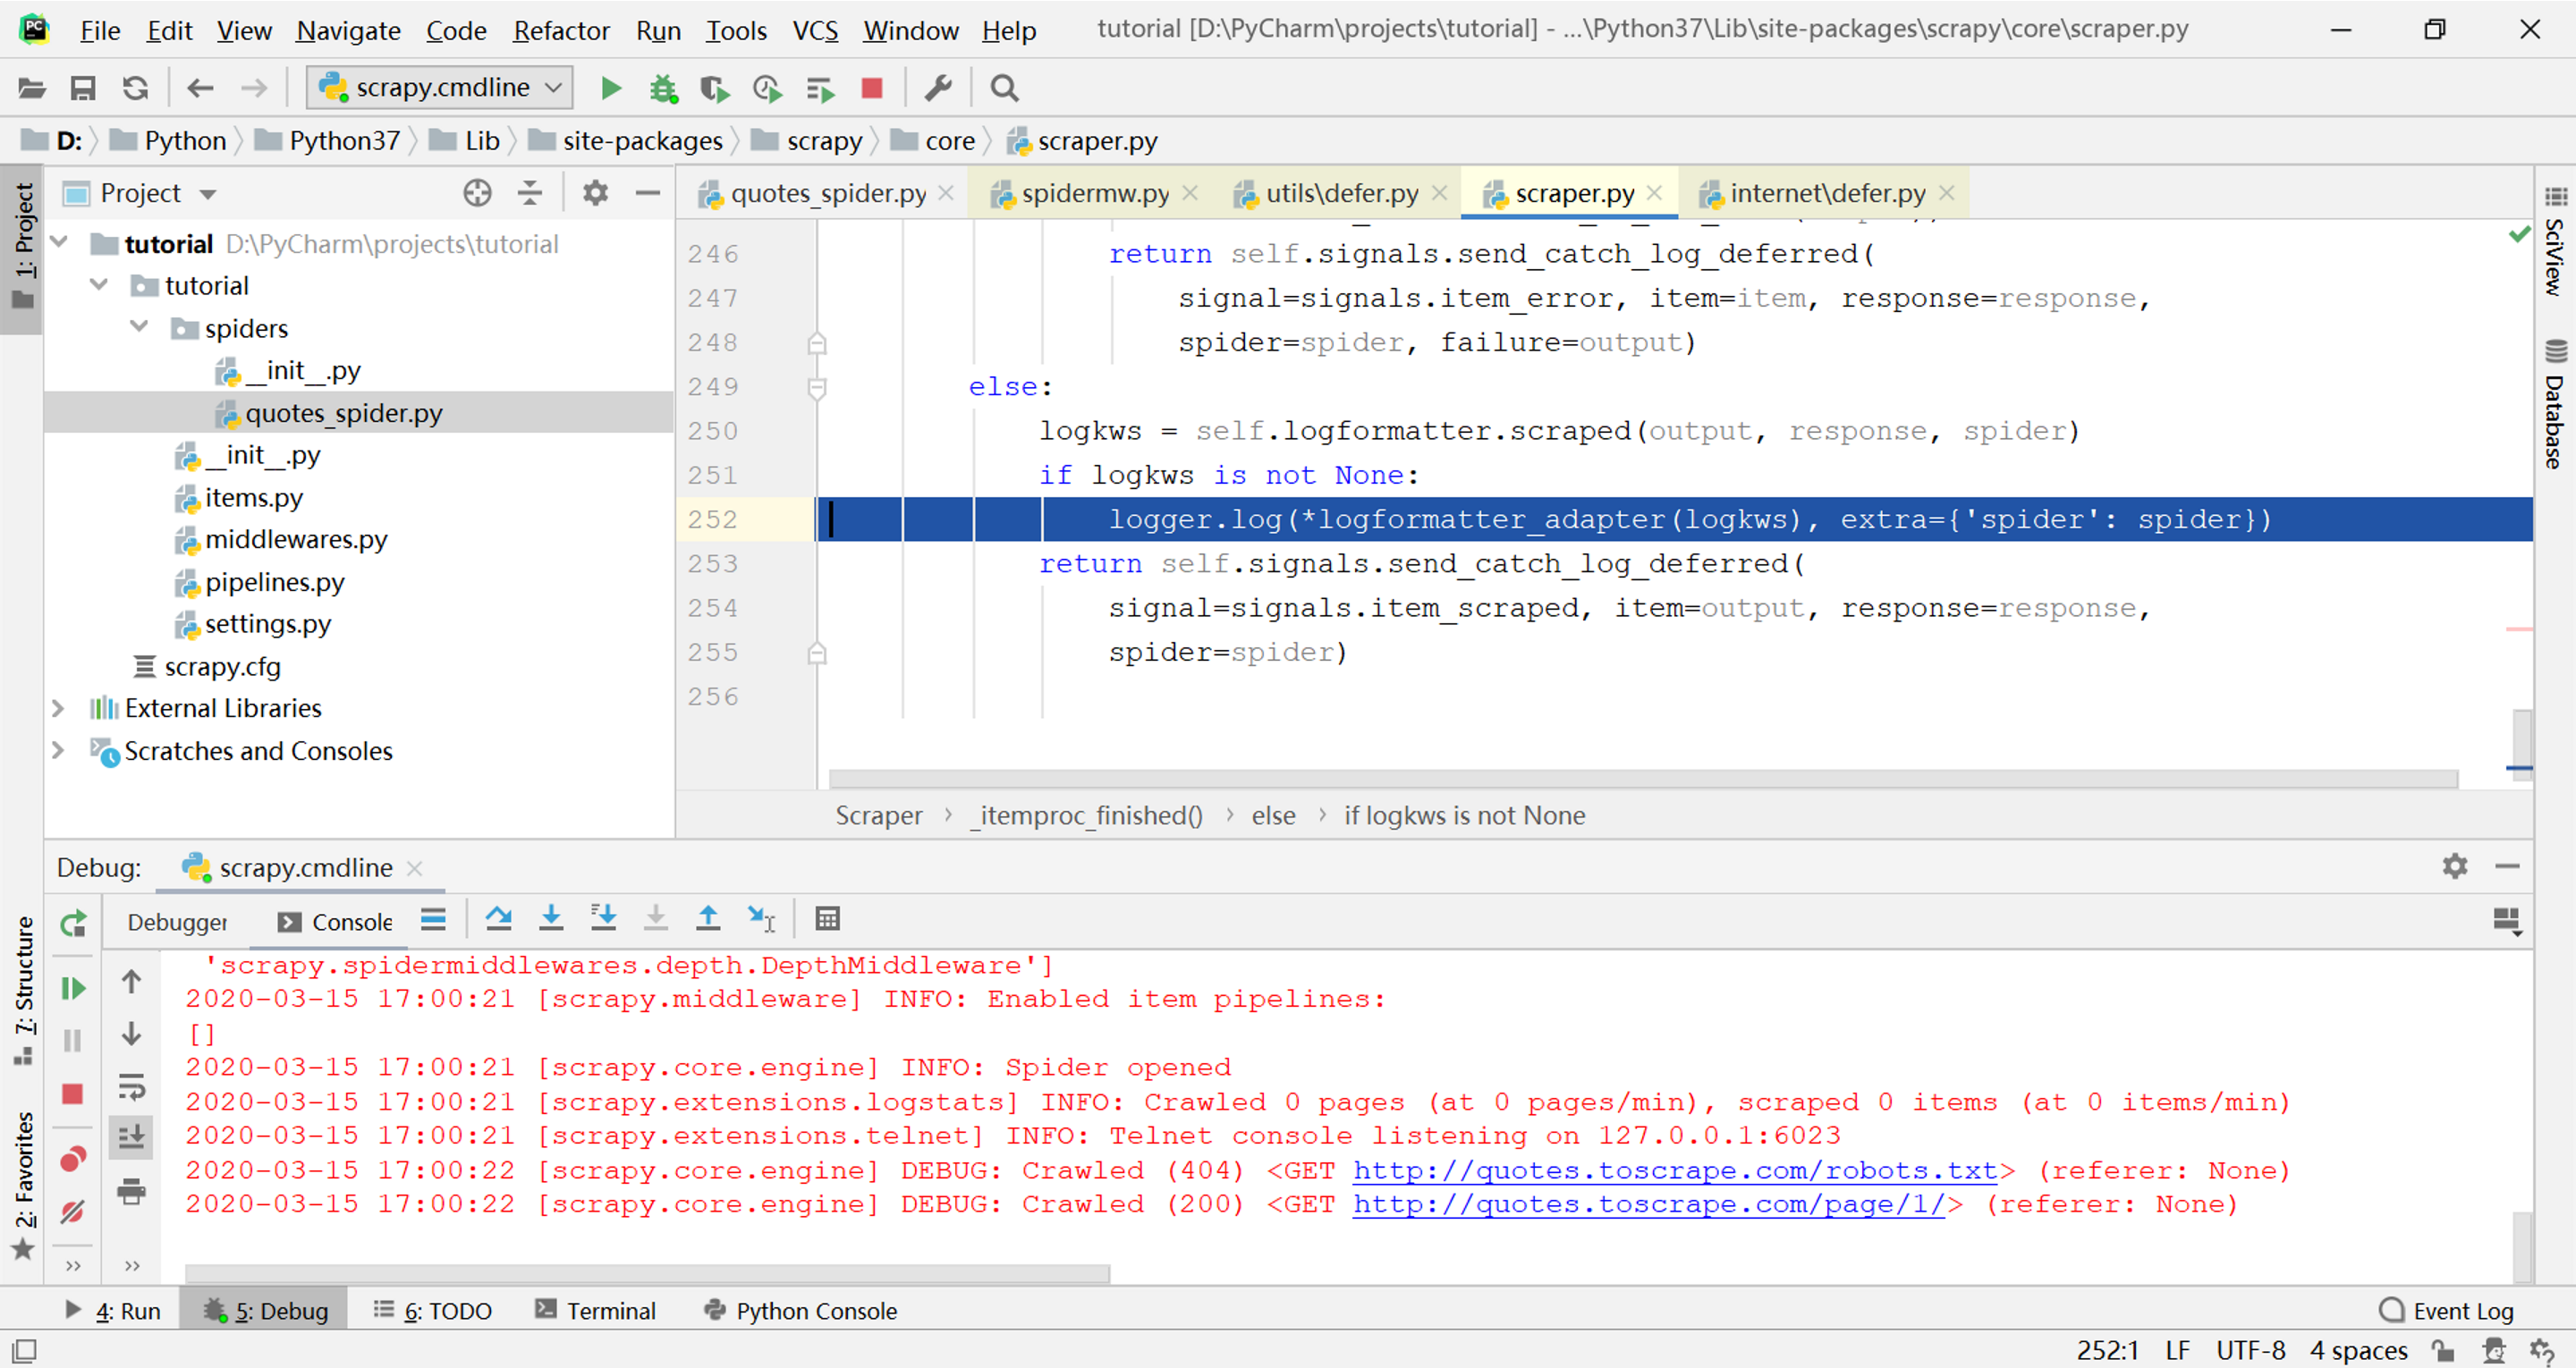 PC
File Edit View Navigate Code Refactor Run Tools VCS Window Help tutorial [D:\PyCharm\projects\tutorial] - ...\Python37\Lib\site-packages\scrapy\core\scraper.py
scrapy.cmdline
D: Python Python37 Lib site-packages scrapy core scraper.py
1: Project
Project
quotes_spider.py spidermw.py utils\defer.py scraper.py internet\defer.py
tutorial D:\PyCharm\projects\tutorial
tutorial
spiders
__init__.py
quotes_spider.py
__init__.py
items.py
middlewares.py
pipelines.py
settings.py
scrapy.cfg
External Libraries
Scratches and Consoles
246 return self.signals.send_catch_log_deferred(
247 signal=signals.item_error, item=item, response=response,
248 spider=spider, failure=output)
249 else:
250 logkws = self.logformatter.scraped(output, response, spider)
251 if logkws is not None:
252 logger.log(*logformatter_adapter(logkws), extra={'spider': spider})
253 return self.signals.send_catch_log_deferred(
254 signal=signals.item_scraped, item=output, response=response,
255 spider=spider)
256
Scraper › _itemproc_finished() › else › if logkws is not None
SciView
Database
Debug: scrapy.cmdline
Debugger Console
7: Structure
2: Favorites
'scrapy.spidermiddlewares.depth.DepthMiddleware']
2020-03-15 17:00:21 [scrapy.middleware] INFO: Enabled item pipelines:
[]
2020-03-15 17:00:21 [scrapy.core.engine] INFO: Spider opened
2020-03-15 17:00:21 [scrapy.extensions.logstats] INFO: Crawled 0 pages (at 0 pages/min), scraped 0 items (at 0 items/min)
2020-03-15 17:00:21 [scrapy.extensions.telnet] INFO: Telnet console listening on 127.0.0.1:6023
2020-03-15 17:00:22 [scrapy.core.engine] DEBUG: Crawled (404) <GET http://quotes.toscrape.com/robots.txt> (referer: None)
2020-03-15 17:00:22 [scrapy.core.engine] DEBUG: Crawled (200) <GET http://quotes.toscrape.com/page/1/> (referer: None)
4: Run 5: Debug 6: TODO Terminal Python Console Event Log
252:1 LF UTF-8 4 spaces